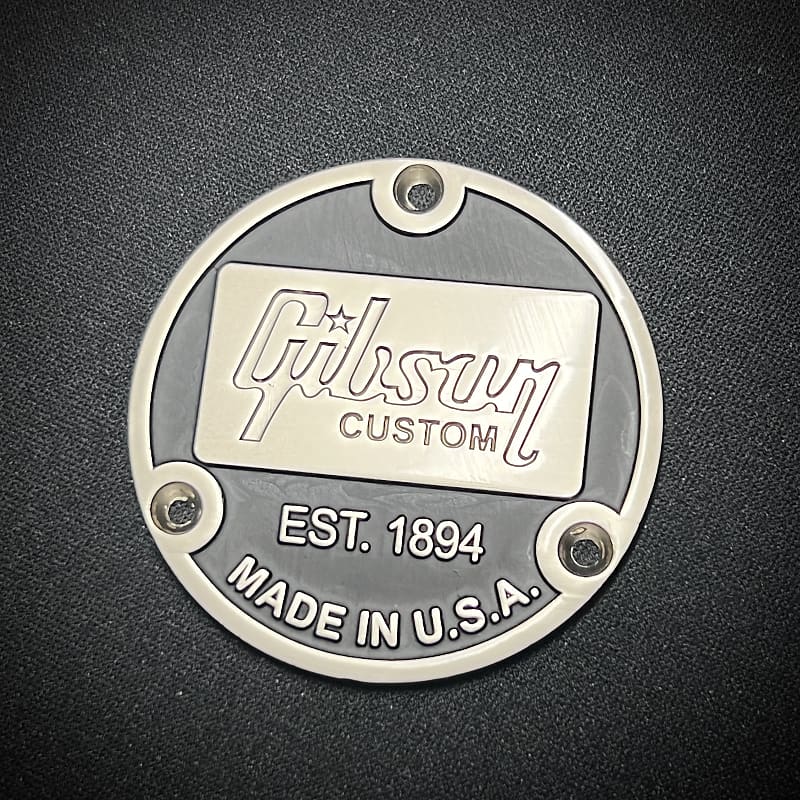 Gibson
CUSTOM
EST. 1894
MADE IN U.S.A.